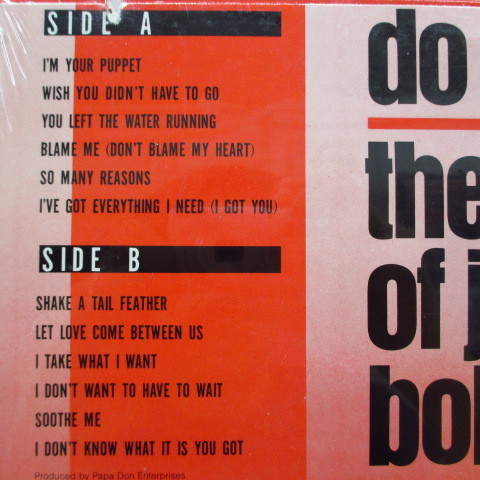 SIDE A
I'M YOUR PUPPET
WISH YOU DIDN'T HAVE TO GO
YOU LEFT THE WATER RUNNING
BLAME ME (DON'T BLAME MY HEART)
SO MANY REASONS
I'VE GOT EVERYTHING I NEED (I GOT YOU)
SIDE B
SHAKE A TAIL FEATHER
LET LOVE COME BETWEEN US
I TAKE WHAT I WANT
I DON'T WANT TO HAVE TO WAIT
SOOTHE ME
I DON'T KNOW WHAT IT IS YOU GOT
Produced by Papa Don Enterprises
do
the
of j
bob